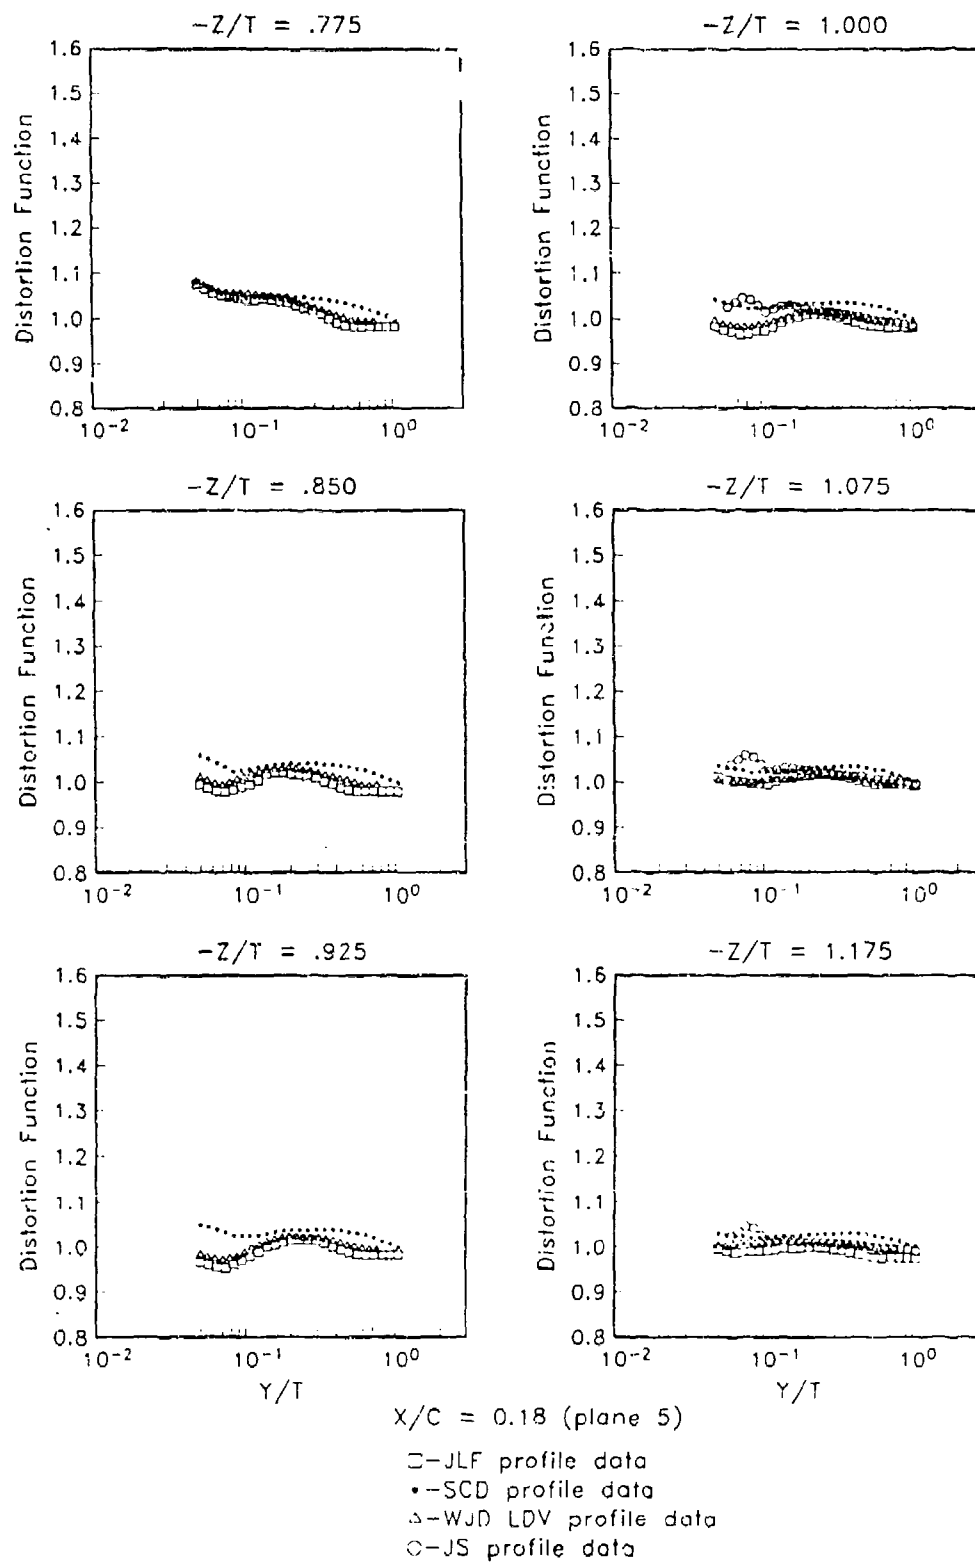 -Z/T = .775
-Z/T = 1.000
1.6
1.5
1.4
1.3
1.2
1.1
1.0
0.9
0.8
Distortion Function
10⁻² 10⁻¹ 10⁰
1.6
1.5
1.4
1.3
1.2
1.1
1.0
0.9
0.8
Distortion Function
10⁻² 10⁻¹ 10⁰
-Z/T = .850
-Z/T = 1.075
1.6
1.5
1.4
1.3
1.2
1.1
1.0
0.9
0.8
Distortion Function
10⁻² 10⁻¹ 10⁰
1.6
1.5
1.4
1.3
1.2
1.1
1.0
0.9
0.8
Distortion Function
10⁻² 10⁻¹ 10⁰
-Z/T = .925
-Z/T = 1.175
1.6
1.5
1.4
1.3
1.2
1.1
1.0
0.9
0.8
Distortion Function
10⁻² 10⁻¹ 10⁰
Y/T
1.6
1.5
1.4
1.3
1.2
1.1
1.0
0.9
0.8
Distortion Function
10⁻² 10⁻¹ 10⁰
Y/T
X/C = 0.18 (plane 5)
□-JLF profile data
•-SCD profile data
△-WJD LDV profile data
○-JS profile data